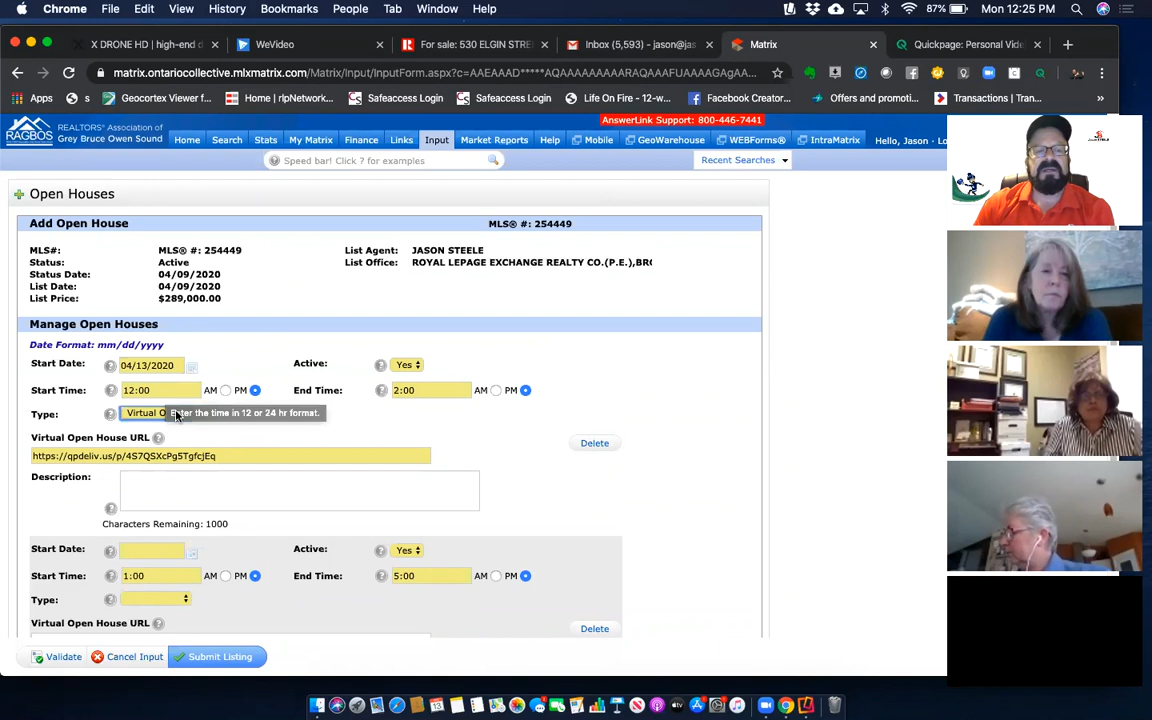 Chrome File Edit View History Bookmarks People Tab Window Help 87% Mon 12:25 PM
X DRONE HD | high-end d
WeVideo
For sale: 530 ELGIN STRE
Inbox (5,593) - jason@jas
Matrix
Quickpage: Personal Vide
matrix.ontariocollective.mlxmatrix.com/Matrix/Input/InputForm.aspx?c=AAEAAAD*****AQAAAAAAAAARAQAAAFUAAAAGAgAA...
Apps
Geocortex Viewer f...
Home | rlpNetwork...
Safeaccess Login
Safeaccess Login
Life On Fire - 12-w...
Facebook Creator...
Offers and promoti...
Transactions | Tran...
AnswerLink Support: 800-446-7441
RAGBOS
REALTORS® Association of
Grey Bruce Owen Sound
Home Search Stats My Matrix Finance Links Input Market Reports Help Mobile GeoWarehouse WEBForms® IntraMatrix Hello, Jason - Lo
Speed bar! Click ? for examples
Recent Searches
Open Houses
Add Open House MLS® #: 254449
MLS#: MLS® #: 254449 List Agent: JASON STEELE
Status: Active List Office: ROYAL LEPAGE EXCHANGE REALTY CO.(P.E.),BRO
Status Date: 04/09/2020
List Date: 04/09/2020
List Price: $289,000.00
Manage Open Houses
Date Format: mm/dd/yyyy
Start Date: 04/13/2020 Active: Yes
Start Time: 12:00 AM PM End Time: 2:00 AM PM
Type: Virtual O
Enter the time in 12 or 24 hr format.
Virtual Open House URL
Delete
https://qpdeliv.us/p/4S7QSXcPg5TgfcjEq
Description:
Characters Remaining: 1000
Start Date: Active: Yes
Start Time: 1:00 AM PM End Time: 5:00 AM PM
Type:
Virtual Open House URL
Delete
Validate Cancel Input Submit Listing